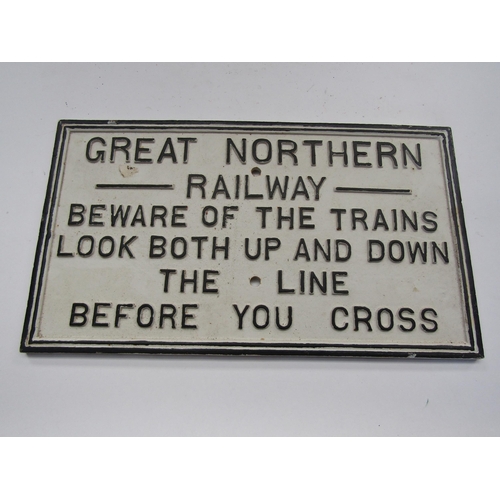 GREAT NORTHERN
RAILWAY
BEWARE OF THE TRAINS
LOOK BOTH UP AND DOWN
THE LINE
BEFORE YOU CROSS